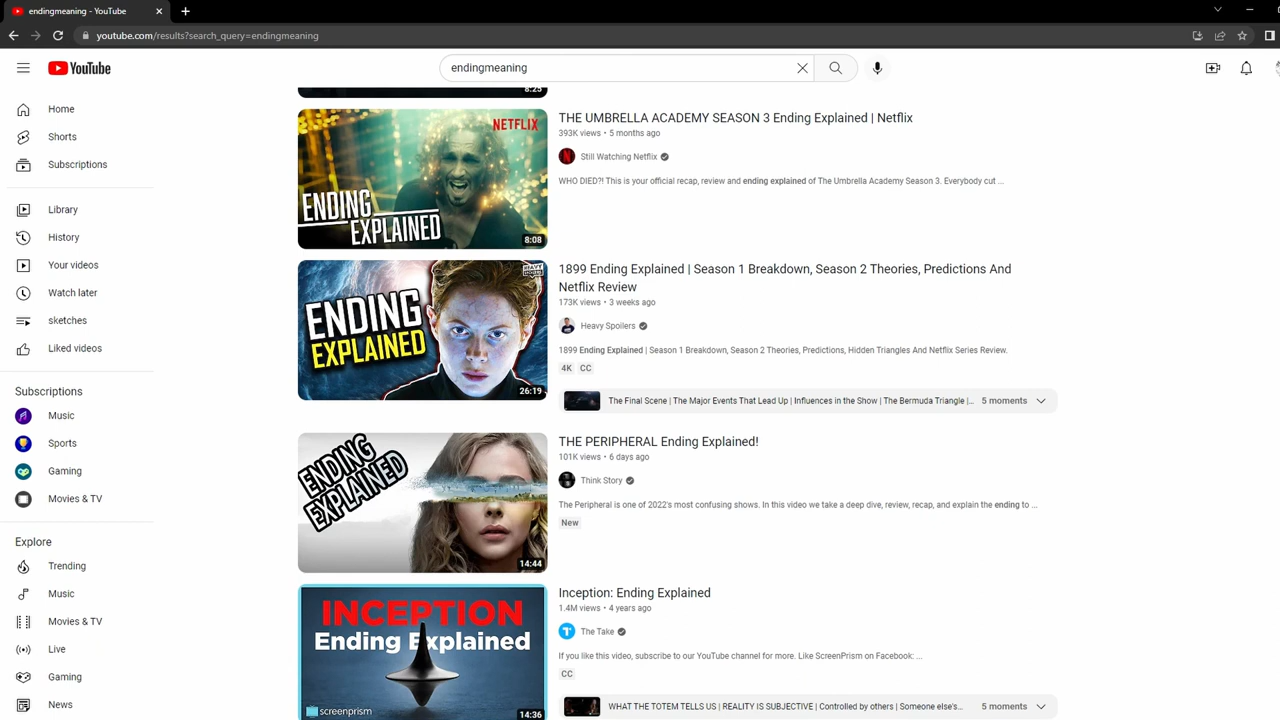 endingmeaning - YouTube
youtube.com/results?search_query=endingmeaning
YouTube
endingmeaning
Home
Shorts
Subscriptions
Library
History
Your videos
Watch later
sketches
Liked videos
Subscriptions
Music
Sports
Gaming
Movies & TV
Explore
Trending
Music
Movies & TV
Live
Gaming
News
8:25
NETFLIX
ENDING
EXPLAINED
8:08
THE UMBRELLA ACADEMY SEASON 3 Ending Explained | Netflix
393K views • 5 months ago
Still Watching Netflix
WHO DIED?! This is your official recap, review and ending explained of The Umbrella Academy Season 3. Everybody cut ...
HEAVY SPOILERS
ENDING
EXPLAINED
26:19
1899 Ending Explained | Season 1 Breakdown, Season 2 Theories, Predictions And
Netflix Review
173K views • 3 weeks ago
Heavy Spoilers
1899 Ending Explained | Season 1 Breakdown, Season 2 Theories, Predictions, Hidden Triangles And Netflix Series Review.
4K CC
The Final Scene | The Major Events That Lead Up | Influences in the Show | The Bermuda Triangle |... 5 moments
ENDING
EXPLAINED
14:44
THE PERIPHERAL Ending Explained!
101K views • 6 days ago
Think Story
The Peripheral is one of 2022's most confusing shows. In this video we take a deep dive, review, recap, and explain the ending to ...
New
INCEPTION
Ending Explained
screenprism
14:36
Inception: Ending Explained
1.4M views • 4 years ago
The Take
If you like this video, subscribe to our YouTube channel for more. Like ScreenPrism on Facebook: ...
CC
WHAT THE TOTEM TELLS US | REALITY IS SUBJECTIVE | Controlled by others | Someone else's... 5 moments